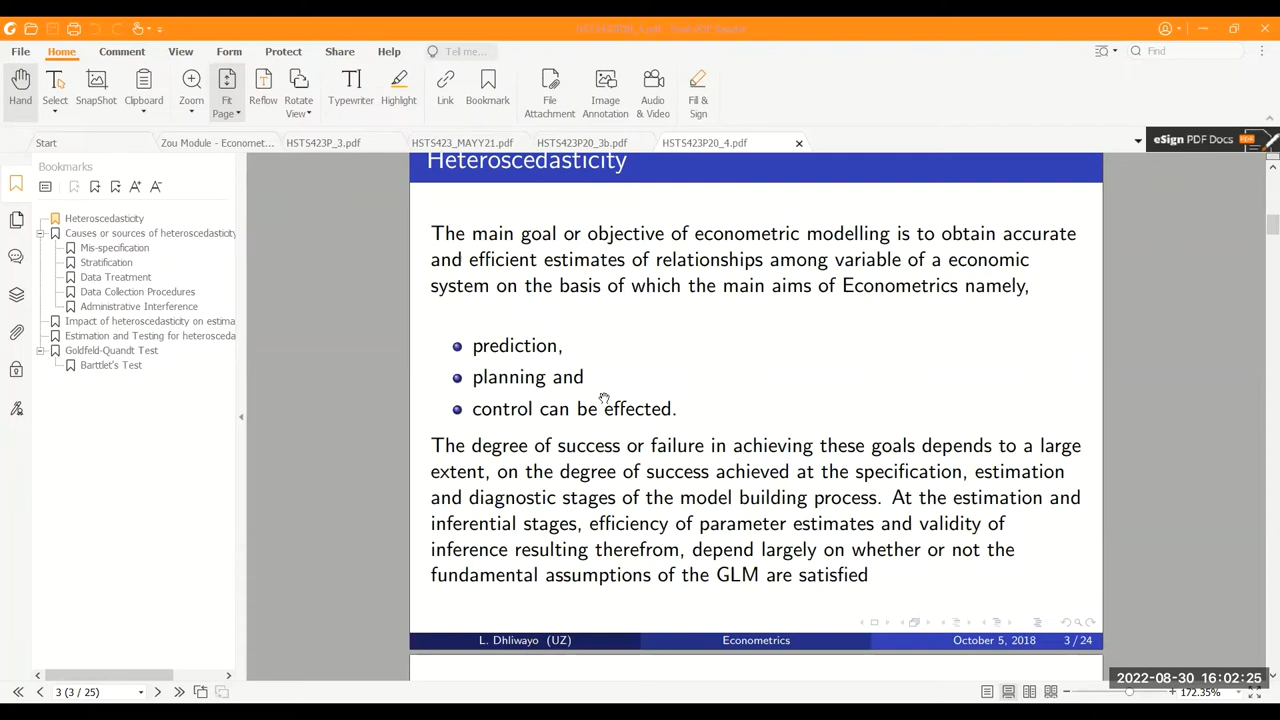 File Home Comment View Form Protect Share Help Tell me... Find
Hand Select SnapShot Clipboard Zoom Fit Page Reflow Rotate View Typewriter Highlight Link Bookmark File Attachment Image Annotation Audio & Video Fill & Sign
Start Zou Module - Economet... HSTS423P_3.pdf HSTS423_MAYY21.pdf HSTS423P20_3b.pdf HSTS423P20_4.pdf eSign PDF Docs
Bookmarks
Heteroscedasticity
Causes or sources of heteroscedasticity
Mis-specification
Stratification
Data Treatment
Data Collection Procedures
Administrative Interference
Impact of heteroscedasticity on estima
Estimation and Testing for heterosceda
Goldfeld-Quandt Test
Barttlet's Test
Heteroscedasticity
The main goal or objective of econometric modelling is to obtain accurate
and efficient estimates of relationships among variable of a economic
system on the basis of which the main aims of Econometrics namely,
prediction,
planning and
control can be effected.
The degree of success or failure in achieving these goals depends to a large
extent, on the degree of success achieved at the specification, estimation
and diagnostic stages of the model building process. At the estimation and
inferential stages, efficiency of parameter estimates and validity of
inference resulting therefrom, depend largely on whether or not the
fundamental assumptions of the GLM are satisfied
L. Dhliwayo (UZ) Econometrics October 5, 2018 3 / 24
2022-08-30 16:02:25
3 (3 / 25) 172.35%